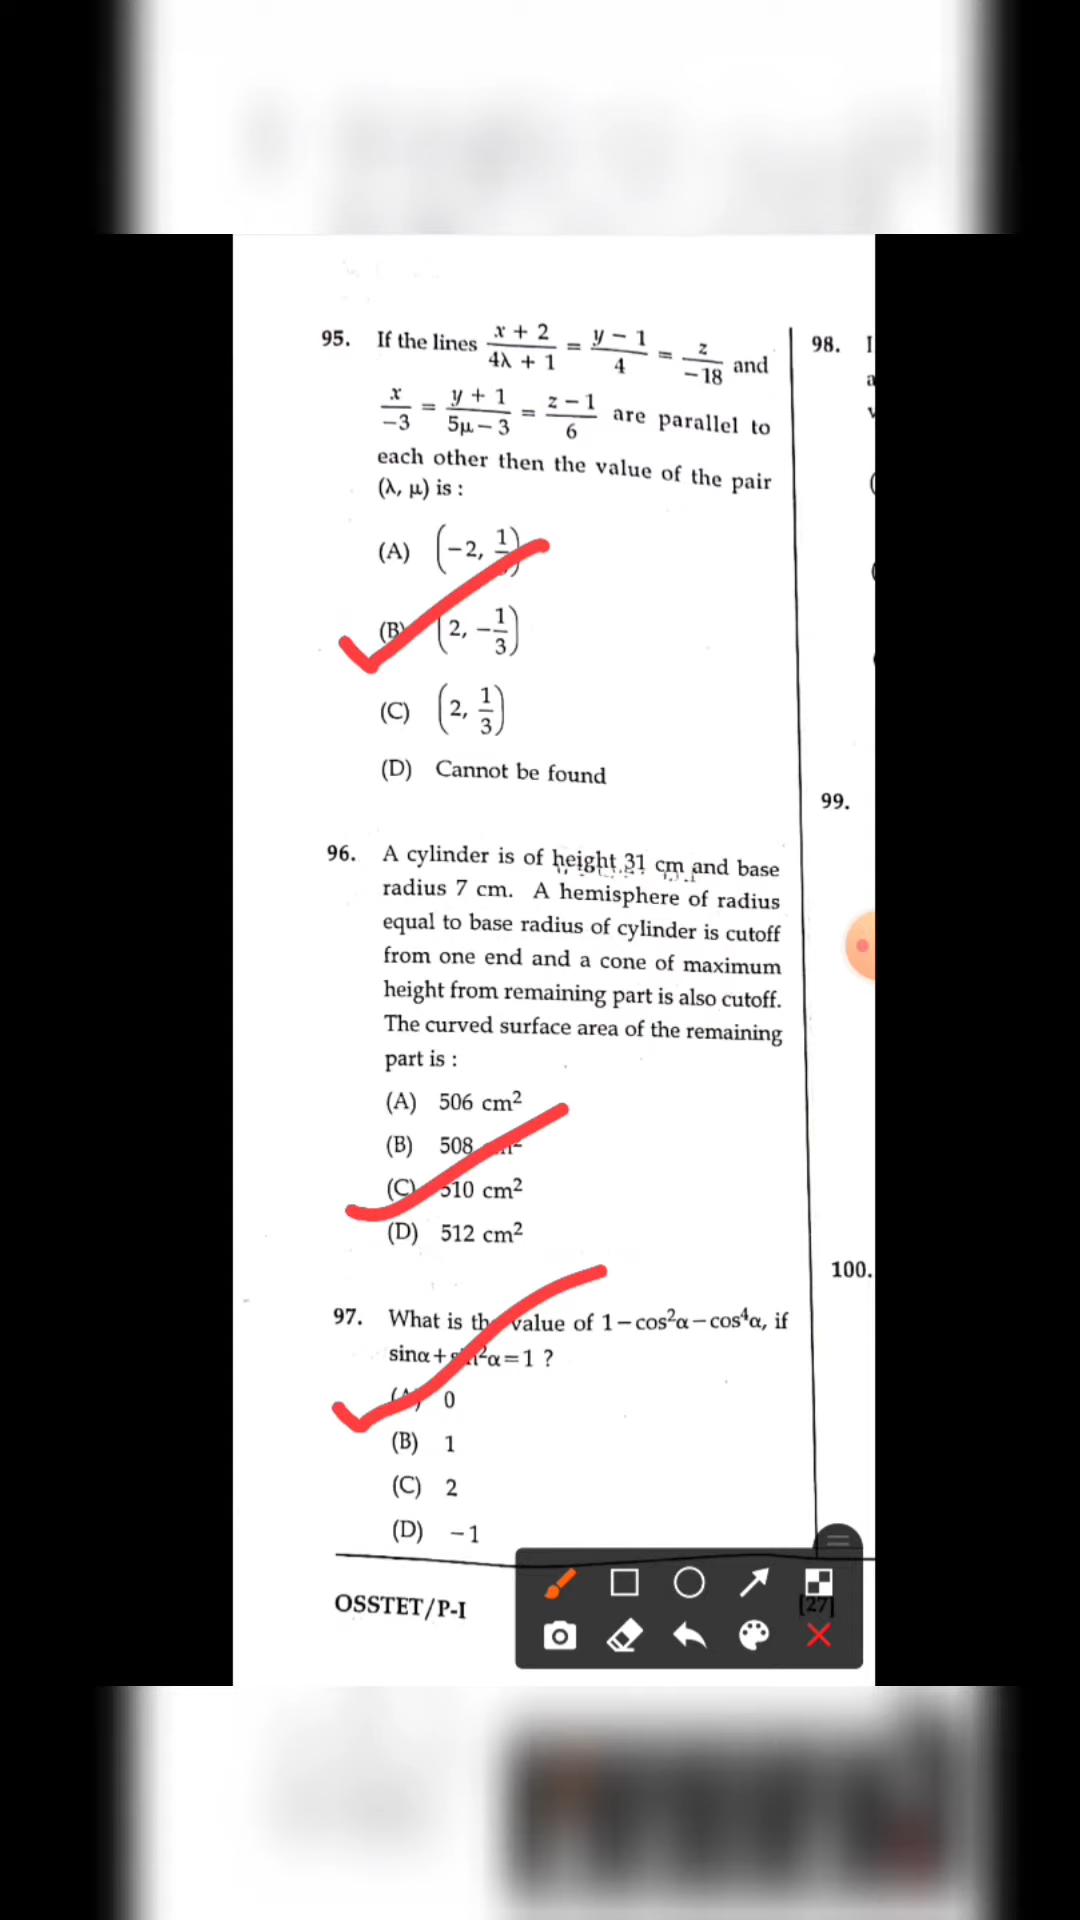 95. If the lines (x + 2)/(4λ + 1) = (y − 1)/4 = z/(−18) and
x/(−3) = (y + 1)/(5μ − 3) = (z − 1)/6 are parallel to
each other then the value of the pair
(λ, μ) is :
(A) (−2, 1
(B) (2, −1/3)
(C) (2, 1/3)
(D) Cannot be found
96. A cylinder is of height 31 cm and base
radius 7 cm. A hemisphere of radius
equal to base radius of cylinder is cutoff
from one end and a cone of maximum
height from remaining part is also cutoff.
The curved surface area of the remaining
part is :
(A) 506 cm²
(B) 508
(C) 510 cm²
(D) 512 cm²
97. What is the value of 1−cos²α−cos⁴α, if
sinα+sin²α=1 ?
(A) 0
(B) 1
(C) 2
(D) −1
OSSTET/P-I
[27]
98. I
99.
100.